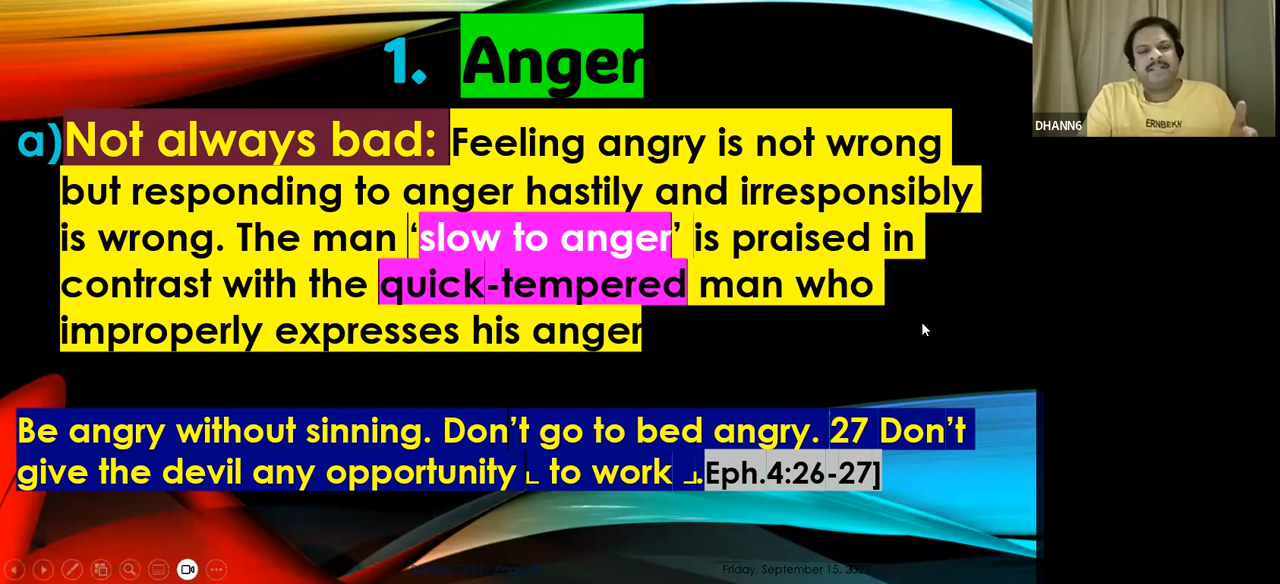 1. Anger
a) Not always bad: Feeling angry is not wrong
but responding to anger hastily and irresponsibly
is wrong. The man ‘slow to anger’ is praised in
contrast with the quick-tempered man who
improperly expresses his anger
Be angry without sinning. Don’t go to bed angry. 27 Don’t
give the devil any opportunity ⌞ to work ⌟.Eph.4:26-27]
DHANN6
Friday, September 15,